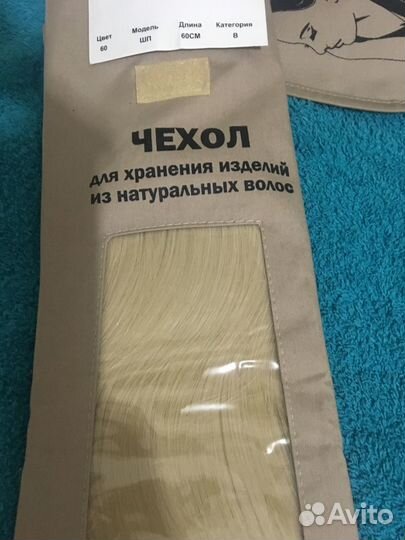 Цвет Модель Длина Категория
60 ШП 60СМ В
ЧЕХОЛ
для хранения изделий
из натуральных волос
Avito